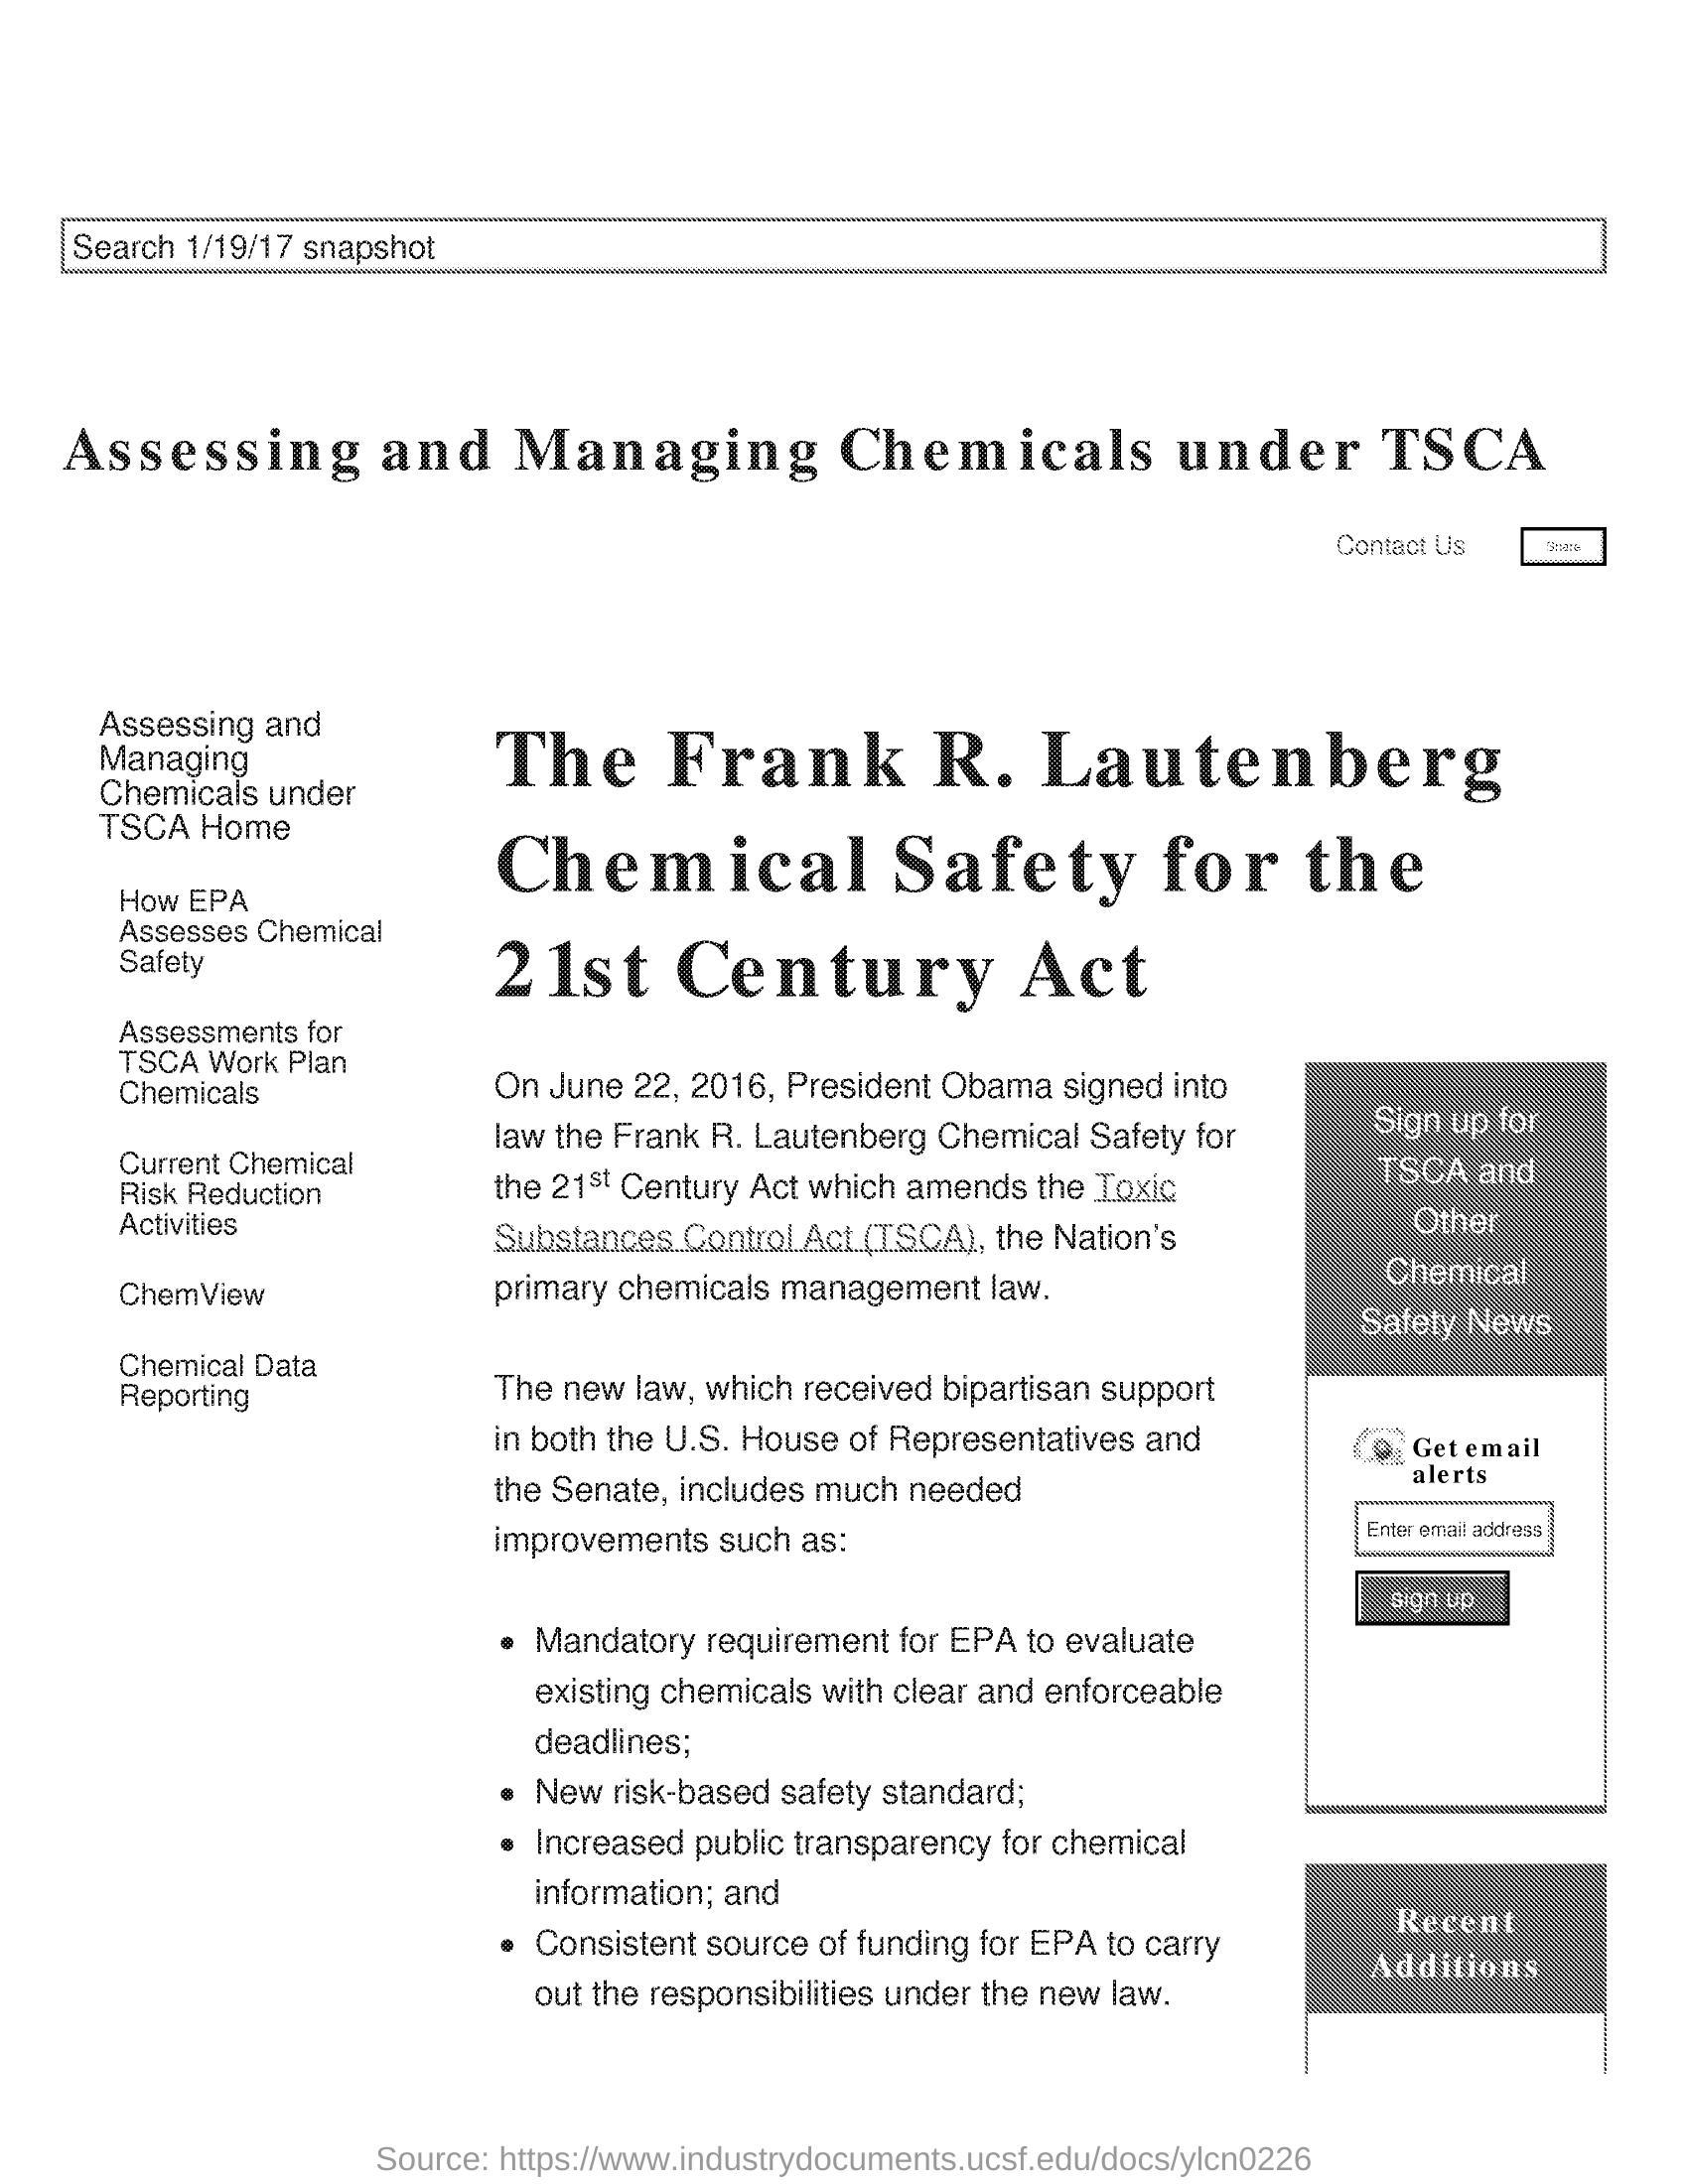 Search 1/19/17 snapshot
Assessing and Managing Chemicals under TSCA
Contact Us
Share
Assessing and
Managing
Chemicals under
TSCA Home
How EPA
Assesses Chemical
Safety
Assessments for
TSCA Work Plan
Chemicals
Current Chemical
Risk Reduction
Activities
ChemView
Chemical Data
Reporting
The Frank R. Lautenberg
Chemical Safety for the
21st Century Act
On June 22, 2016, President Obama signed into
law the Frank R. Lautenberg Chemical Safety for
the 21st Century Act which amends the Toxic
Substances Control Act (TSCA), the Nation's
primary chemicals management law.
The new law, which received bipartisan support
in both the U.S. House of Representatives and
the Senate, includes much needed
improvements such as:
• Mandatory requirement for EPA to evaluate
existing chemicals with clear and enforceable
deadlines;
• New risk-based safety standard;
• Increased public transparency for chemical
information; and
• Consistent source of funding for EPA to carry
out the responsibilities under the new law.
Sign up for
TSCA and
Other
Chemical
Safety News
Get email
alerts
Enter email address
sign up
Recent
Additions
Source: https://www.industrydocuments.ucsf.edu/docs/ylcn0226